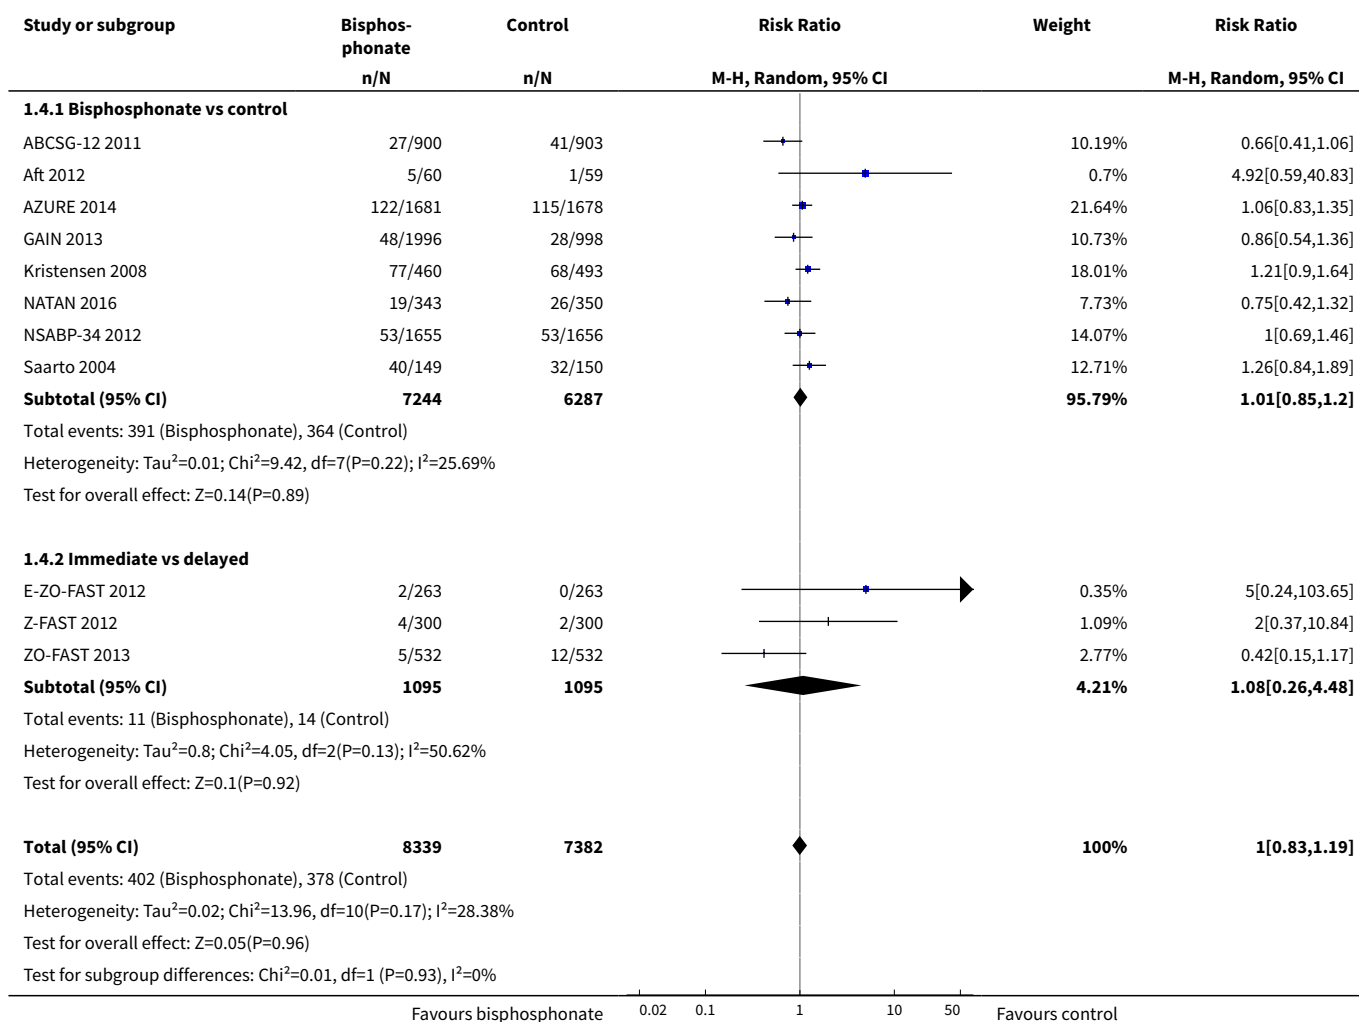 Study or subgroup Bisphos- Control Risk Ratio Weight Risk Ratio
phonate
n/N n/N M-H, Random, 95% CI M-H, Random, 95% CI
1.4.1 Bisphosphonate vs control
ABCSG-12 2011 27/900 41/903 10.19% 0.66[0.41,1.06]
Aft 2012 5/60 1/59 0.7% 4.92[0.59,40.83]
AZURE 2014 122/1681 115/1678 21.64% 1.06[0.83,1.35]
GAIN 2013 48/1996 28/998 10.73% 0.86[0.54,1.36]
Kristensen 2008 77/460 68/493 18.01% 1.21[0.9,1.64]
NATAN 2016 19/343 26/350 7.73% 0.75[0.42,1.32]
NSABP-34 2012 53/1655 53/1656 14.07% 1[0.69,1.46]
Saarto 2004 40/149 32/150 12.71% 1.26[0.84,1.89]
Subtotal (95% CI) 7244 6287 95.79% 1.01[0.85,1.2]
Total events: 391 (Bisphosphonate), 364 (Control)
Heterogeneity: Tau²=0.01; Chi²=9.42, df=7(P=0.22); I²=25.69%
Test for overall effect: Z=0.14(P=0.89)
1.4.2 Immediate vs delayed
E-ZO-FAST 2012 2/263 0/263 0.35% 5[0.24,103.65]
Z-FAST 2012 4/300 2/300 1.09% 2[0.37,10.84]
ZO-FAST 2013 5/532 12/532 2.77% 0.42[0.15,1.17]
Subtotal (95% CI) 1095 1095 4.21% 1.08[0.26,4.48]
Total events: 11 (Bisphosphonate), 14 (Control)
Heterogeneity: Tau²=0.8; Chi²=4.05, df=2(P=0.13); I²=50.62%
Test for overall effect: Z=0.1(P=0.92)
Total (95% CI) 8339 7382 100% 1[0.83,1.19]
Total events: 402 (Bisphosphonate), 378 (Control)
Heterogeneity: Tau²=0.02; Chi²=13.96, df=10(P=0.17); I²=28.38%
Test for overall effect: Z=0.05(P=0.96)
Test for subgroup differences: Chi²=0.01, df=1 (P=0.93), I²=0%
Favours bisphosphonate 0.02 0.1 1 10 50 Favours control